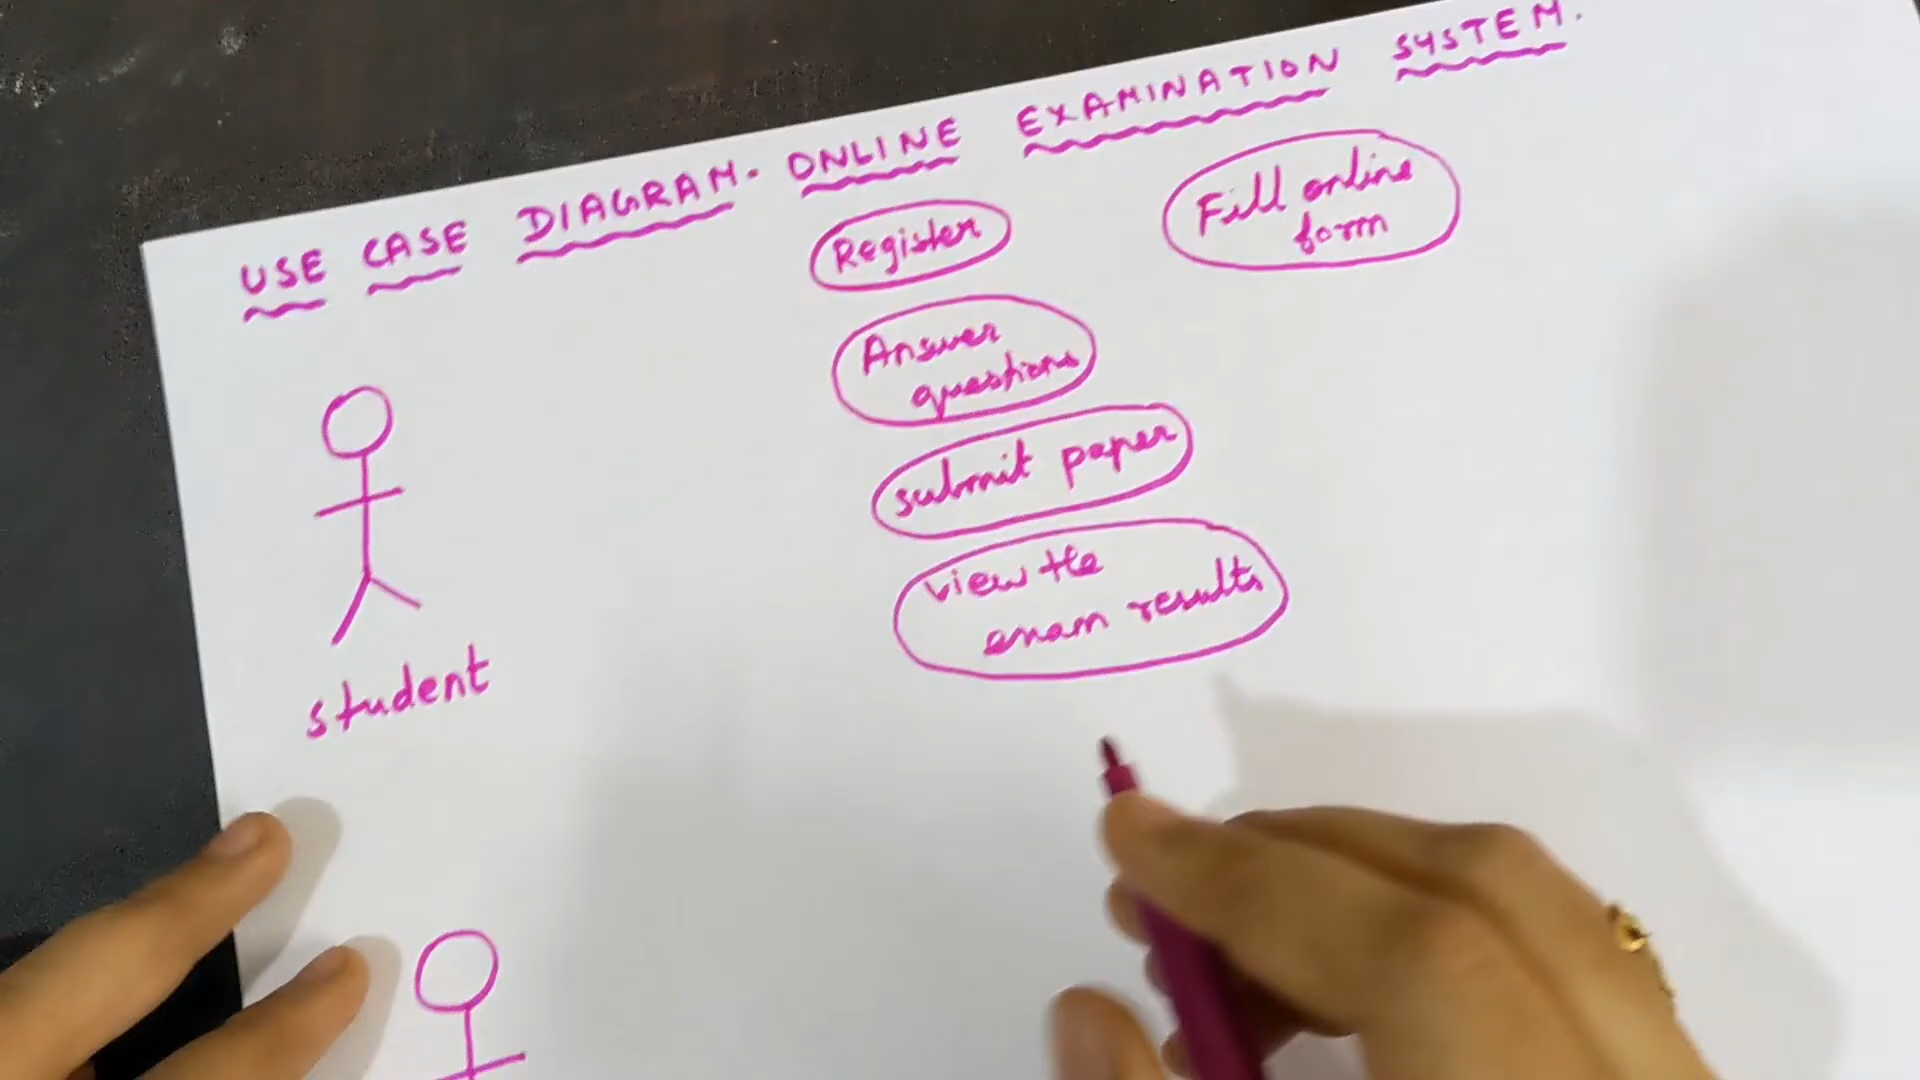 USE CASE DIAGRAM. ONLINE EXAMINATION SYSTEM.
Register
Fill online
form
Answer
questions
submit paper
view the
exam results
student